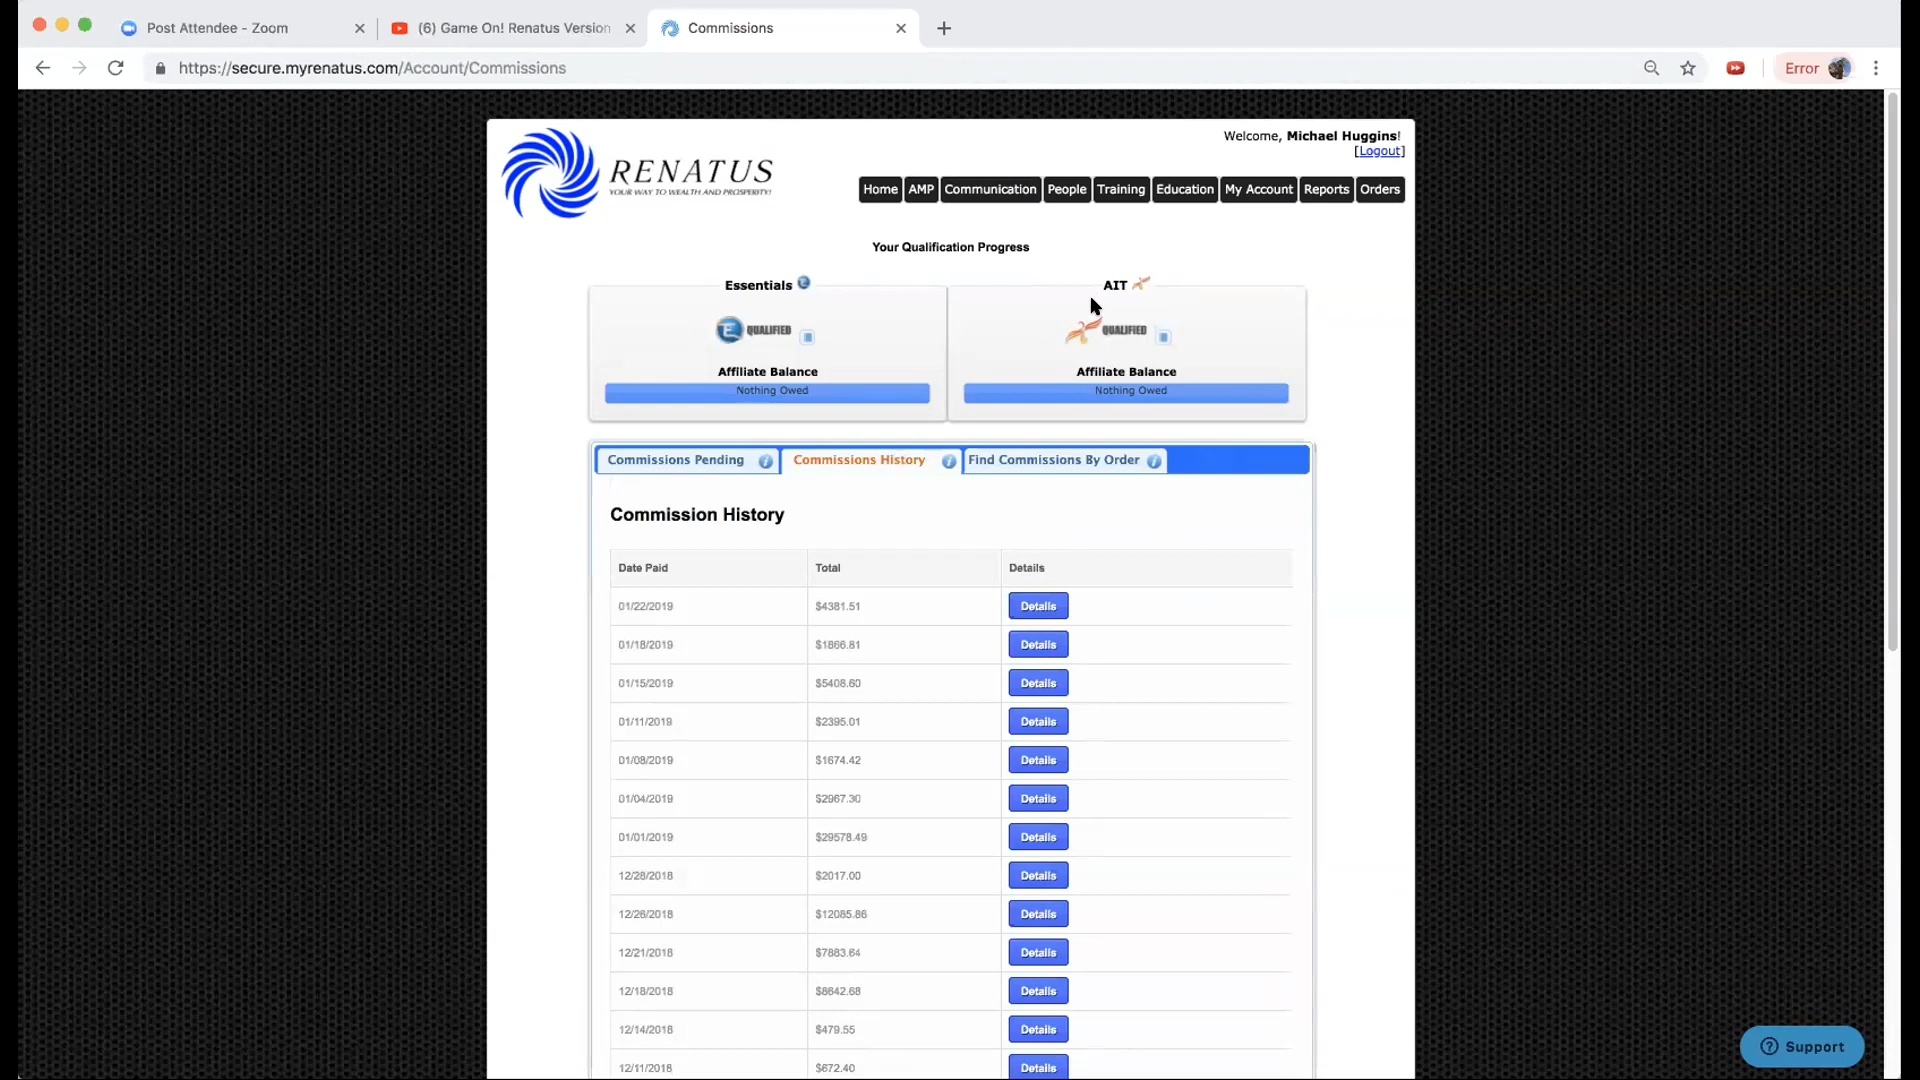 Post Attendee - Zoom
(6) Game On! Renatus Version
Commissions
https://secure.myrenatus.com/Account/Commissions
Error
RENATUS
YOUR WAY TO WEALTH AND PROSPERITY!
Welcome, Michael Huggins!
[Logout]
Home AMP Communication People Training Education My Account Reports Orders
Your Qualification Progress
Essentials
AIT
E QUALIFIED
QUALIFIED
Affiliate Balance
Affiliate Balance
Nothing Owed
Nothing Owed
Commissions Pending i Commissions History i Find Commissions By Order i
Commission History
Date Paid Total Details
01/22/2019 $4381.51 Details
01/18/2019 $1866.81 Details
01/15/2019 $5408.60 Details
01/11/2019 $2395.01 Details
01/08/2019 $1674.42 Details
01/04/2019 $2967.30 Details
01/01/2019 $29578.49 Details
12/28/2018 $2017.00 Details
12/26/2018 $12085.86 Details
12/21/2018 $7883.64 Details
12/18/2018 $8642.68 Details
12/14/2018 $479.55 Details
12/11/2018 $672.40 Details
? Support